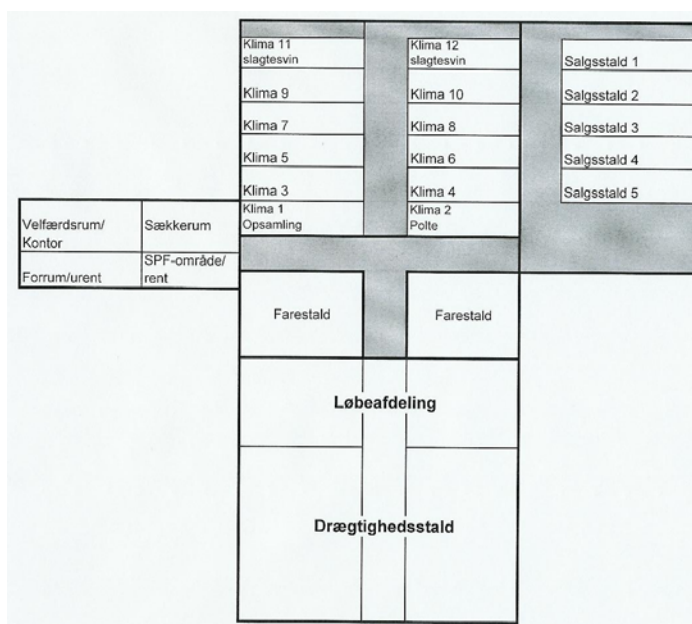 Klima 11
slagtesvin
Klima 12
slagtesvin
Salgsstald 1
Klima 9
Klima 10
Salgsstald 2
Klima 7
Klima 8
Salgsstald 3
Klima 5
Klima 6
Salgsstald 4
Klima 3
Klima 4
Salgsstald 5
Klima 1
Opsamling
Klima 2
Polte
Velfærdsrum/
Kontor
Sækkerum
Forrum/urent
SPF-område/
rent
Farestald
Farestald
Løbeafdeling
Drægtighedsstald